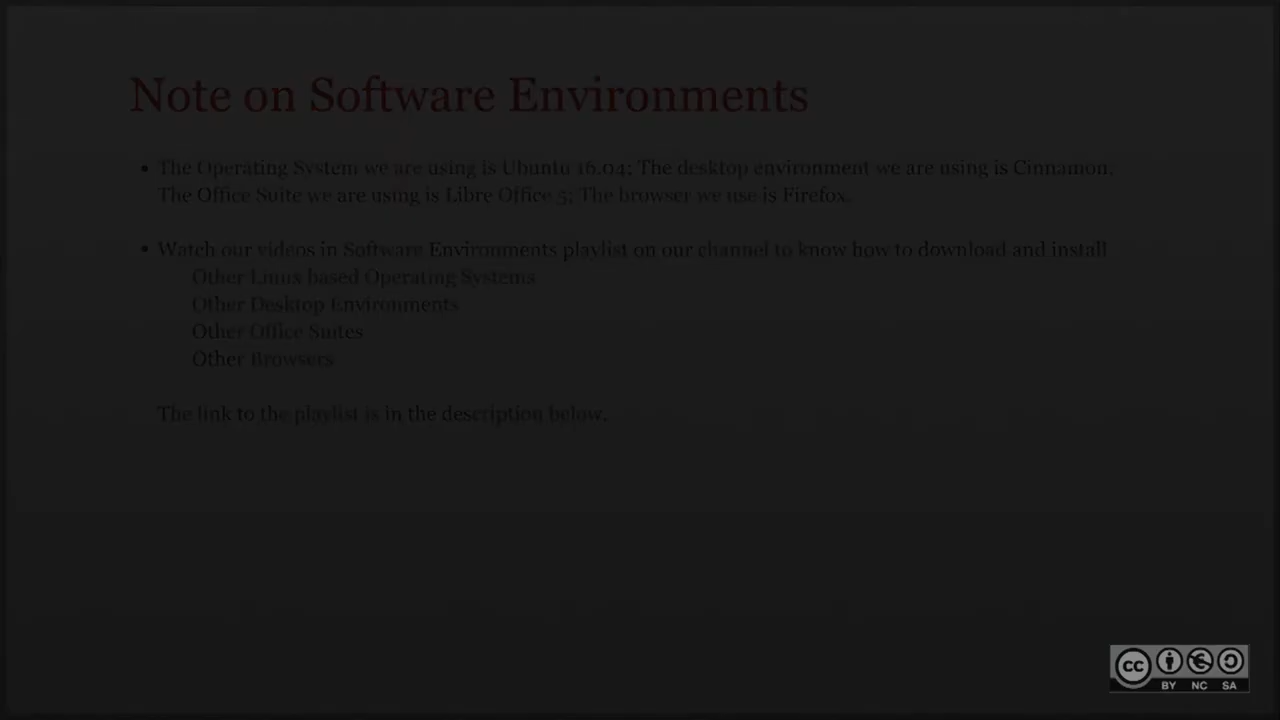 Note on Software Environments
• The Operating System we are using is Ubuntu 16.04; The desktop environment we are using is Cinnamon.
The Office Suite we are using is Libre Office 5; The browser we use is Firefox.
• Watch our videos in Software Environments playlist on our channel to know how to download and install
Other Linux based Operating Systems
Other Desktop Environments
Other Office Suites
Other Browsers
The link to the playlist is in the description below.
cc
BY NC SA